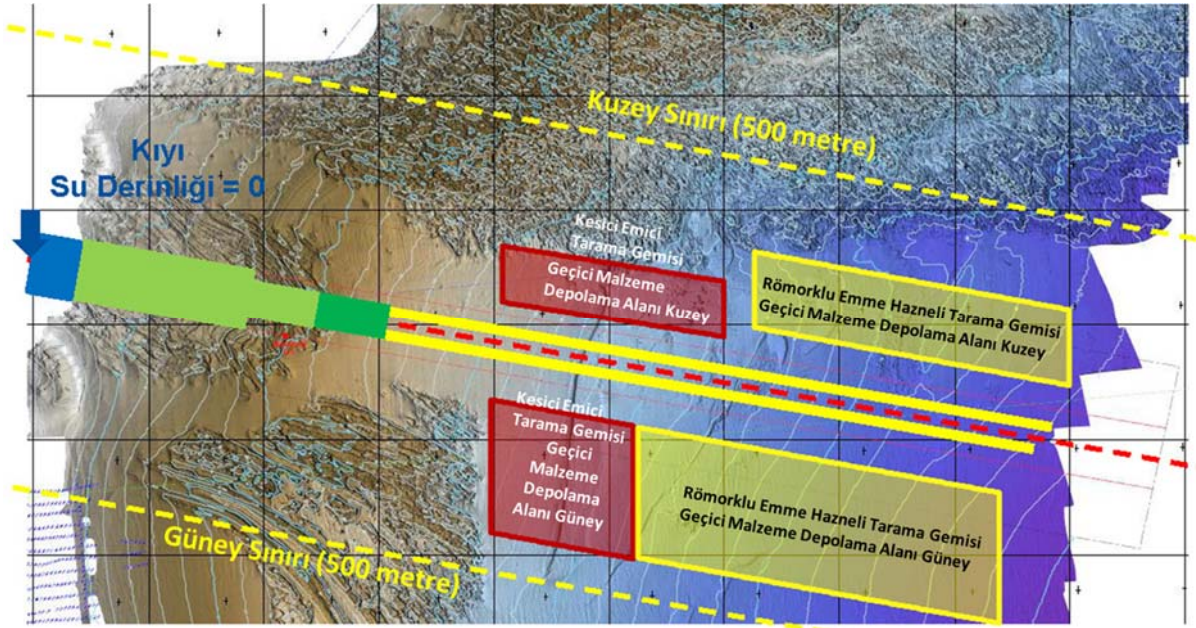 Kuzey Sınırı (500 metre)
Kıyı
Su Derinliği = 0
Kesici Emici
Tarama Gemisi
Geçici Malzeme
Depolama Alanı Kuzey
Römorklu Emme Hazneli Tarama Gemisi
Geçici Malzeme Depolama Alanı Kuzey
Kesici Emici
Tarama Gemisi
Geçici
Malzeme
Depolama
Alanı Güney
Römorklu Emme Hazneli Tarama Gemisi
Geçici Malzeme Depolama Alanı Güney
Güney Sınırı (500 metre)